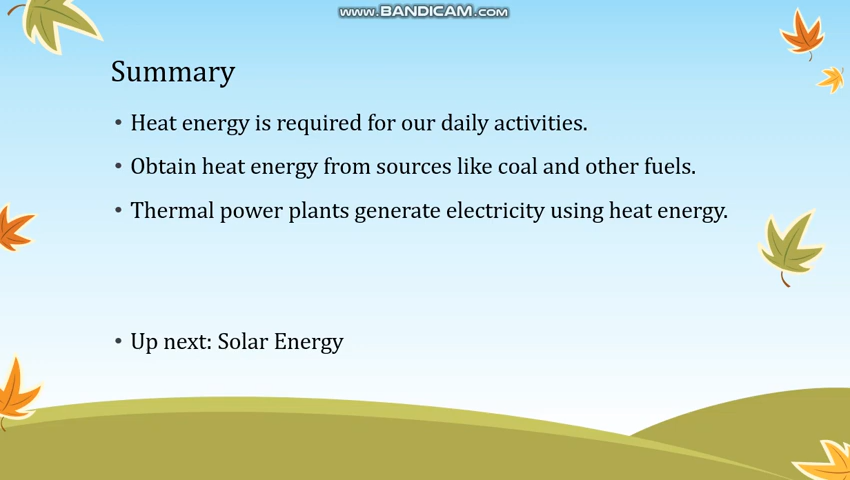 www.BANDICAM.com
Summary
• Heat energy is required for our daily activities.
• Obtain heat energy from sources like coal and other fuels.
• Thermal power plants generate electricity using heat energy.
• Up next: Solar Energy